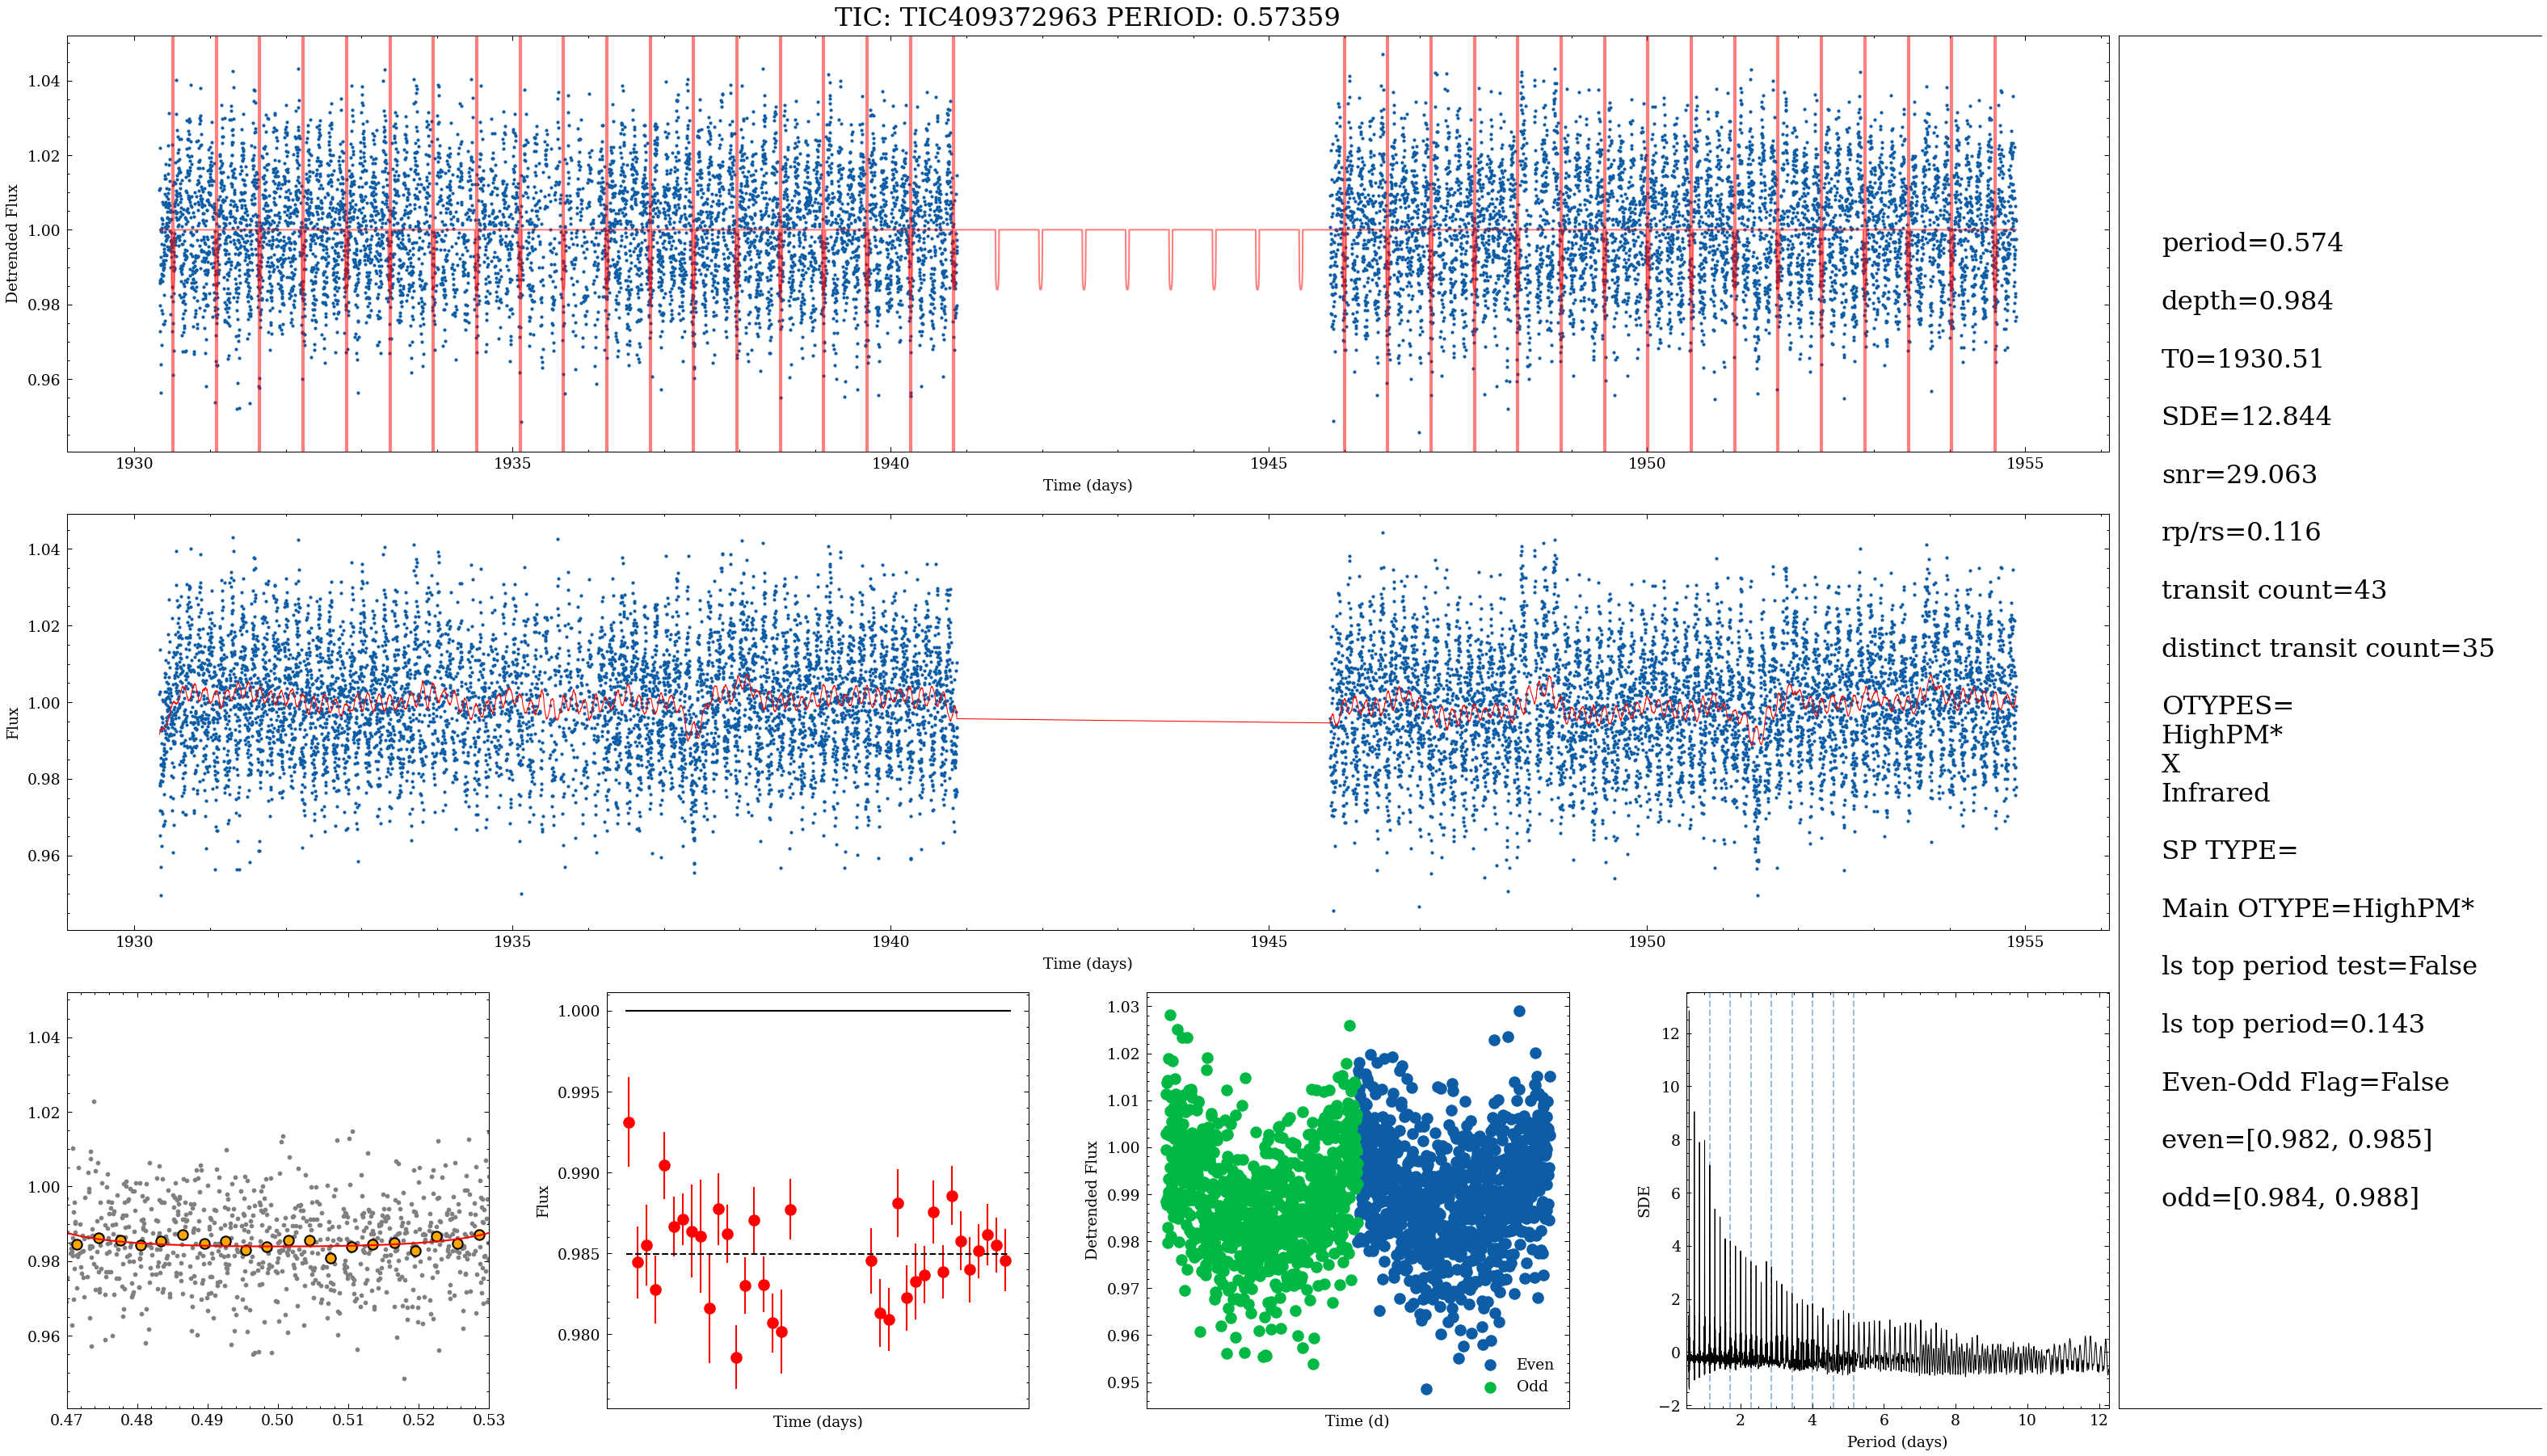 TIC: TIC409372963 PERIOD: 0.57359
1.04
1.02
1.00
0.98
0.96
Detrended Flux
1930
1935
1940
1945
1950
1955
Time (days)
1.04
1.02
1.00
0.98
0.96
Flux
1930
1935
1940
1945
1950
1955
Time (days)
1.04
1.02
1.00
0.98
0.96
0.47
0.48
0.49
0.50
0.51
0.52
0.53
1.000
0.995
0.990
0.985
0.980
Flux
Time (days)
1.03
1.02
1.01
1.00
0.99
0.98
0.97
0.96
0.95
Detrended Flux
Even
Odd
Time (d)
12
10
8
6
4
2
0
−2
SDE
2
4
6
8
10
12
Period (days)
period=0.574
depth=0.984
T0=1930.51
SDE=12.844
snr=29.063
rp/rs=0.116
transit count=43
distinct transit count=35
OTYPES=
HighPM*
X
Infrared
SP TYPE=
Main OTYPE=HighPM*
ls top period test=False
ls top period=0.143
Even-Odd Flag=False
even=[0.982, 0.985]
odd=[0.984, 0.988]